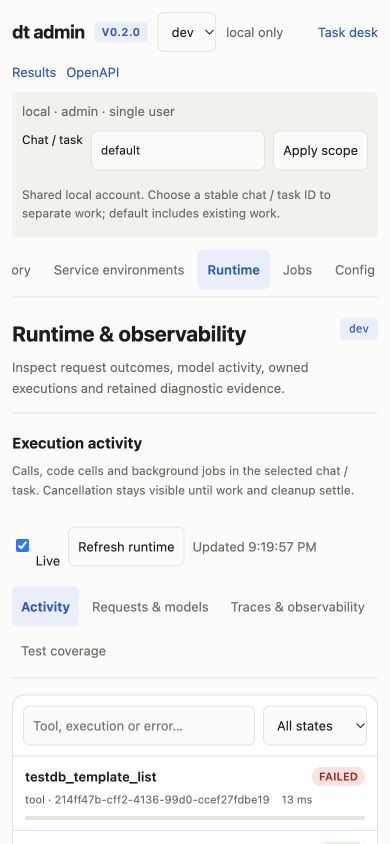 dt admin V0.2.0 dev local only Task desk
Results OpenAPI
local · admin · single user
Chat / task default Apply scope
Shared local account. Choose a stable chat / task ID to
separate work; default includes existing work.
ory Service environments Runtime Jobs Config
Runtime & observability dev
Inspect request outcomes, model activity, owned
executions and retained diagnostic evidence.
Execution activity
Calls, code cells and background jobs in the selected chat /
task. Cancellation stays visible until work and cleanup settle.
Live Refresh runtime Updated 9:19:57 PM
Activity Requests & models Traces & observability
Test coverage
Tool, execution or error... All states
testdb_template_list FAILED
tool · 214ff47b-cff2-4136-99d0-ccef27fdbe19 13 ms